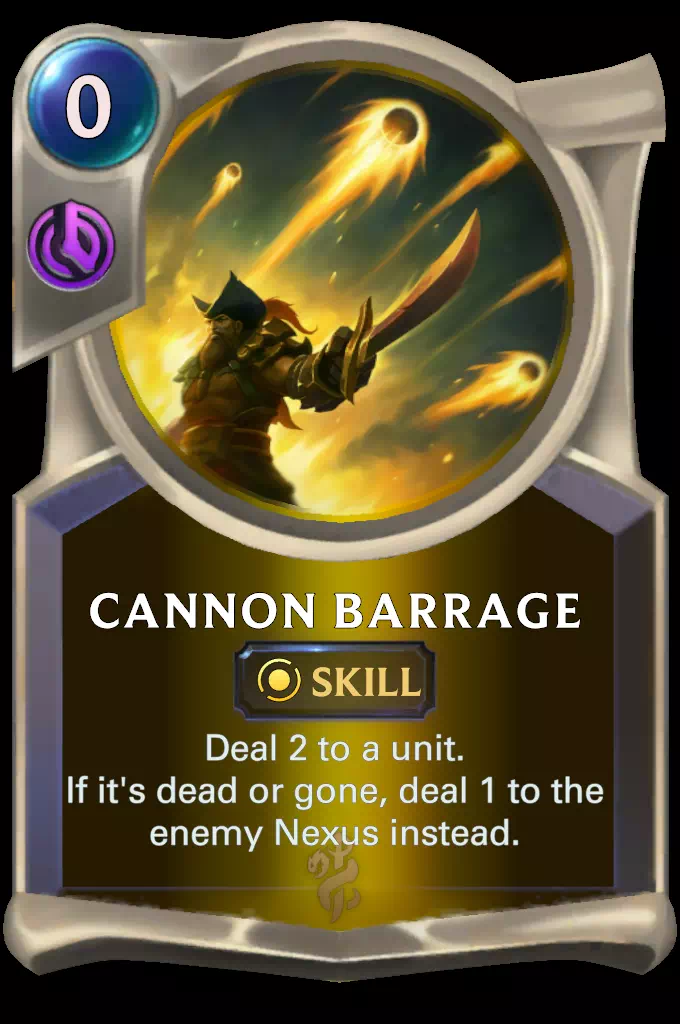 0
CANNON BARRAGE
SKILL
Deal 2 to a unit.
If it's dead or gone, deal 1 to the
enemy Nexus instead.